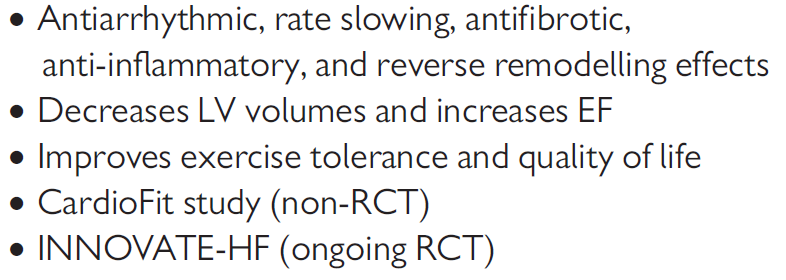 • Antiarrhythmic, rate slowing, antifibrotic,
anti-inflammatory, and reverse remodelling effects
• Decreases LV volumes and increases EF
• Improves exercise tolerance and quality of life
• CardioFit study (non-RCT)
• INNOVATE-HF (ongoing RCT)